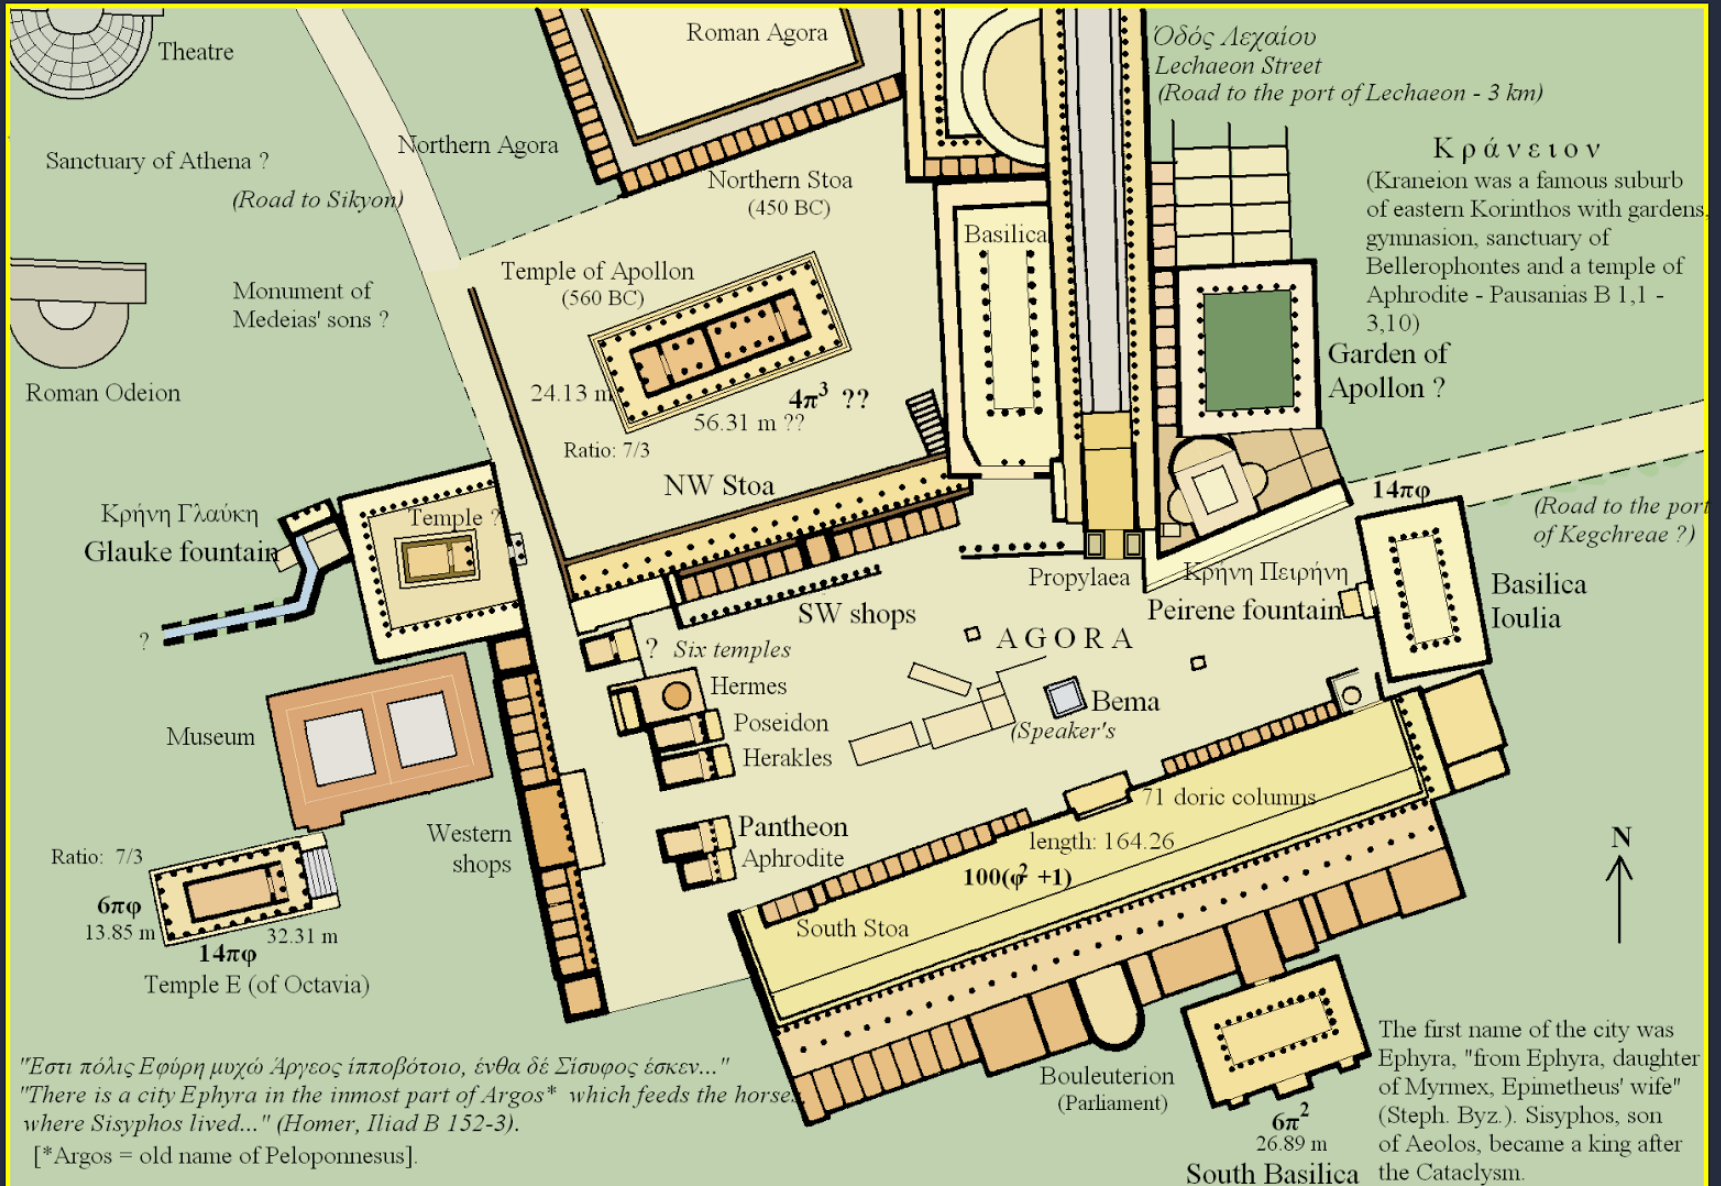 Theatre
Roman Agora
Ὁδός Λεχαίου
Lechaeon Street
(Road to the port of Lechaeon - 3 km)
Northern Agora
Sanctuary of Athena ?
(Road to Sikyon)
Northern Stoa
(450 BC)
Κράνειον
(Kraneion was a famous suburb
of eastern Korinthos with gardens,
gymnasion, sanctuary of
Bellerophontes and a temple of
Aphrodite - Pausanias B 1,1 -
3,10)
Basilica
Temple of Apollon
(560 BC)
Monument of
Medeias' sons ?
Garden of
Apollon ?
Roman Odeion
24.13 m
4π³ ??
56.31 m ??
Ratio: 7/3
NW Stoa
14πφ
(Road to the port
of Kegchreae ?)
Κρήνη Γλαύκη
Glauke fountain
Temple ?
Propylaea
Κρήνη Πειρήνη
Peirene fountain
Basilica
Ioulia
SW shops
?
? Six temples
AGORA
Hermes
Bema
(Speaker's
Poseidon
Herakles
Museum
71 doric columns
length: 164.26
100(φ² +1)
Western
shops
Pantheon
Aphrodite
N
Ratio: 7/3
6πφ
13.85 m
32.31 m
14πφ
Temple E (of Octavia)
South Stoa
"Έστι πόλις Εφύρη μυχώ Άργεος ίπποβότοιο, ένθα δέ Σίσυφος έσκεν..."
"There is a city Ephyra in the inmost part of Argos* which feeds the horses,
where Sisyphos lived..." (Homer, Iliad B 152-3).
[*Argos = old name of Peloponnesus].
Bouleuterion
(Parliament)
6π²
26.89 m
South Basilica
The first name of the city was
Ephyra, "from Ephyra, daughter
of Myrmex, Epimetheus' wife"
(Steph. Byz.). Sisyphos, son
of Aeolos, became a king after
the Cataclysm.